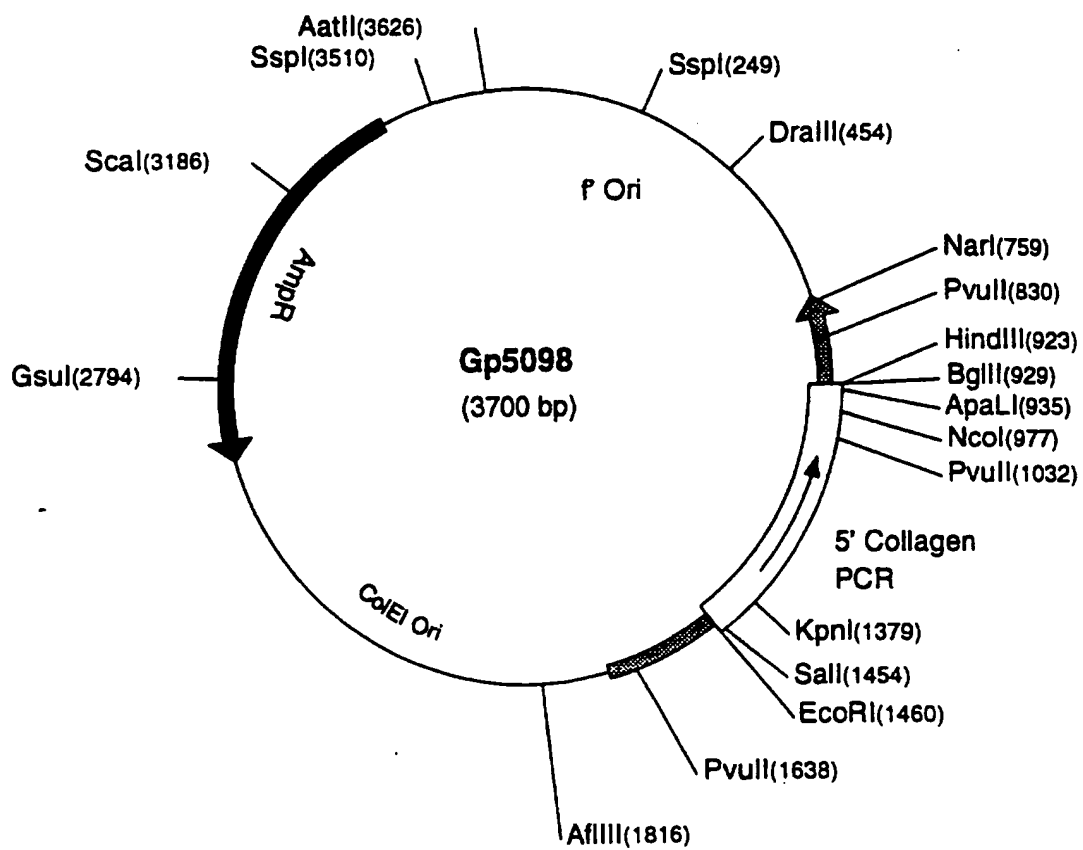 AatII(3626)
SspI(3510)
SspI(249)
DraIII(454)
ScaI(3186)
f' Ori
NarI(759)
AmpR
PvuII(830)
HindIII(923)
Gp5098
(3700 bp)
GsuI(2794)
BglII(929)
ApaLI(935)
NcoI(977)
PvuII(1032)
5' Collagen
PCR
ColEI Ori
KpnI(1379)
SalI(1454)
EcoRI(1460)
PvuII(1638)
AflIII(1816)